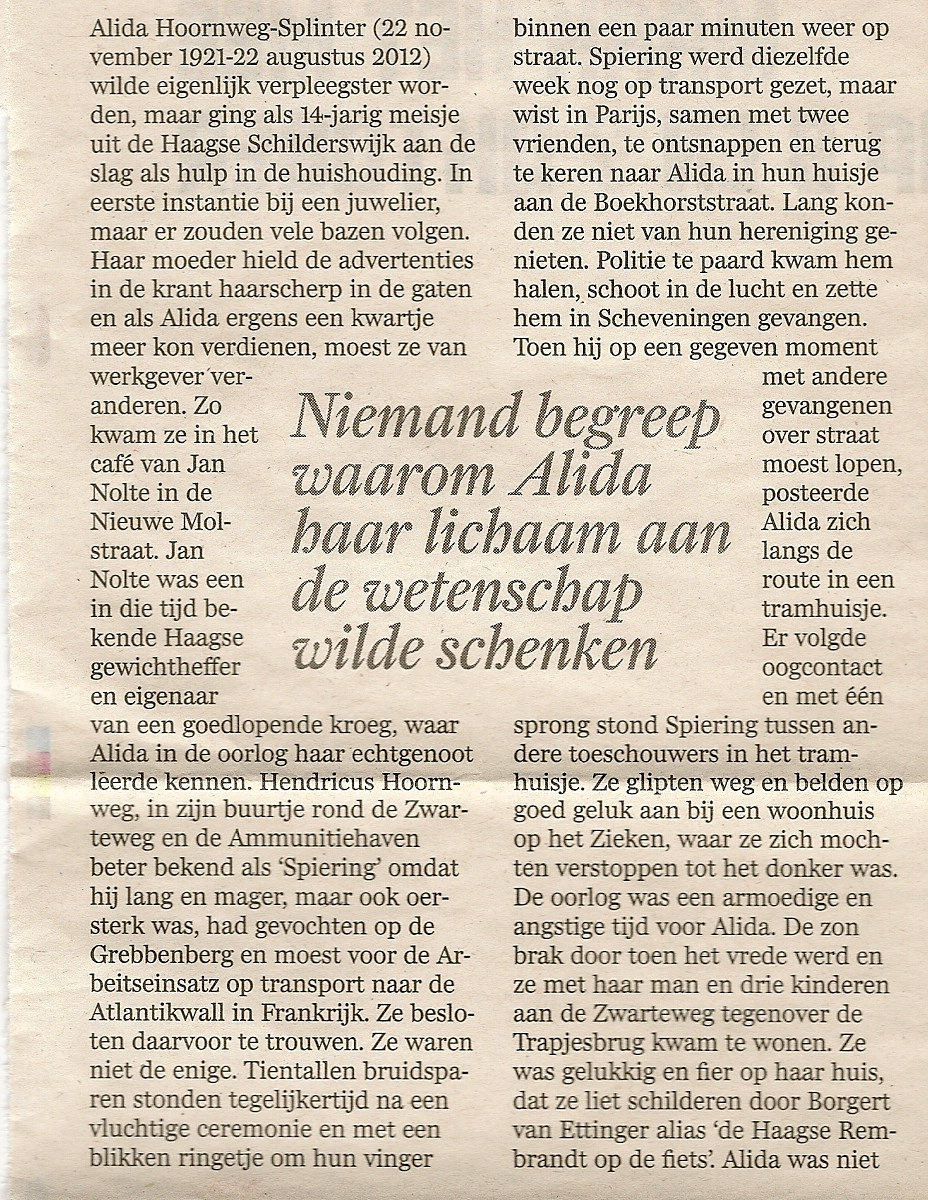 Alida Hoornweg-Splinter (22 no-
vember 1921-22 augustus 2012)
wilde eigenlijk verpleegster wor-
den, maar ging als 14-jarig meisje
uit de Haagse Schilderswijk aan de
slag als hulp in de huishouding. In
eerste instantie bij een juwelier,
maar er zouden vele bazen volgen.
Haar moeder hield de advertenties
in de krant haarscherp in de gaten
en als Alida ergens een kwartje
meer kon verdienen, moest ze van
werkgever ver-
anderen. Zo
kwam ze in het
café van Jan
Nolte in de
Nieuwe Mol-
straat. Jan
Nolte was een
in die tijd be-
kende Haagse
gewichtheffer
en eigenaar
van een goedlopende kroeg, waar
Alida in de oorlog haar echtgenoot
leerde kennen. Hendricus Hoorn-
weg, in zijn buurtje rond de Zwar-
teweg en de Ammunitiehaven
beter bekend als ‘Spiering’ omdat
hij lang en mager, maar ook oer-
sterk was, had gevochten op de
Grebbenberg en moest voor de Ar-
beitseinsatz op transport naar de
Atlantikwall in Frankrijk. Ze beslo-
ten daarvoor te trouwen. Ze waren
niet de enige. Tientallen bruidspa-
ren stonden tegelijkertijd na een
vluchtige ceremonie en met een
blikken ringetje om hun vinger
Niemand begreep
waarom Alida
haar lichaam aan
de wetenschap
wilde schenken
binnen een paar minuten weer op
straat. Spiering werd diezelfde
week nog op transport gezet, maar
wist in Parijs, samen met twee
vrienden, te ontsnappen en terug
te keren naar Alida in hun huisje
aan de Boekhorststraat. Lang kon-
den ze niet van hun hereniging ge-
nieten. Politie te paard kwam hem
halen, schoot in de lucht en zette
hem in Scheveningen gevangen.
Toen hij op een gegeven moment
met andere
gevangenen
over straat
moest lopen,
posteerde
Alida zich
langs de
route in een
tramhuisje.
Er volgde
oogcontact
en met één
sprong stond Spiering tussen an-
dere toeschouwers in het tram-
huisje. Ze glipten weg en belden op
goed geluk aan bij een woonhuis
op het Zieken, waar ze zich moch-
ten verstoppen tot het donker was.
De oorlog was een armoedige en
angstige tijd voor Alida. De zon
brak door toen het vrede werd en
ze met haar man en drie kinderen
aan de Zwarteweg tegenover de
Trapjesbrug kwam te wonen. Ze
was gelukkig en fier op haar huis,
dat ze liet schilderen door Borgert
van Ettinger alias ‘de Haagse Rem-
brandt op de fiets’. Alida was niet